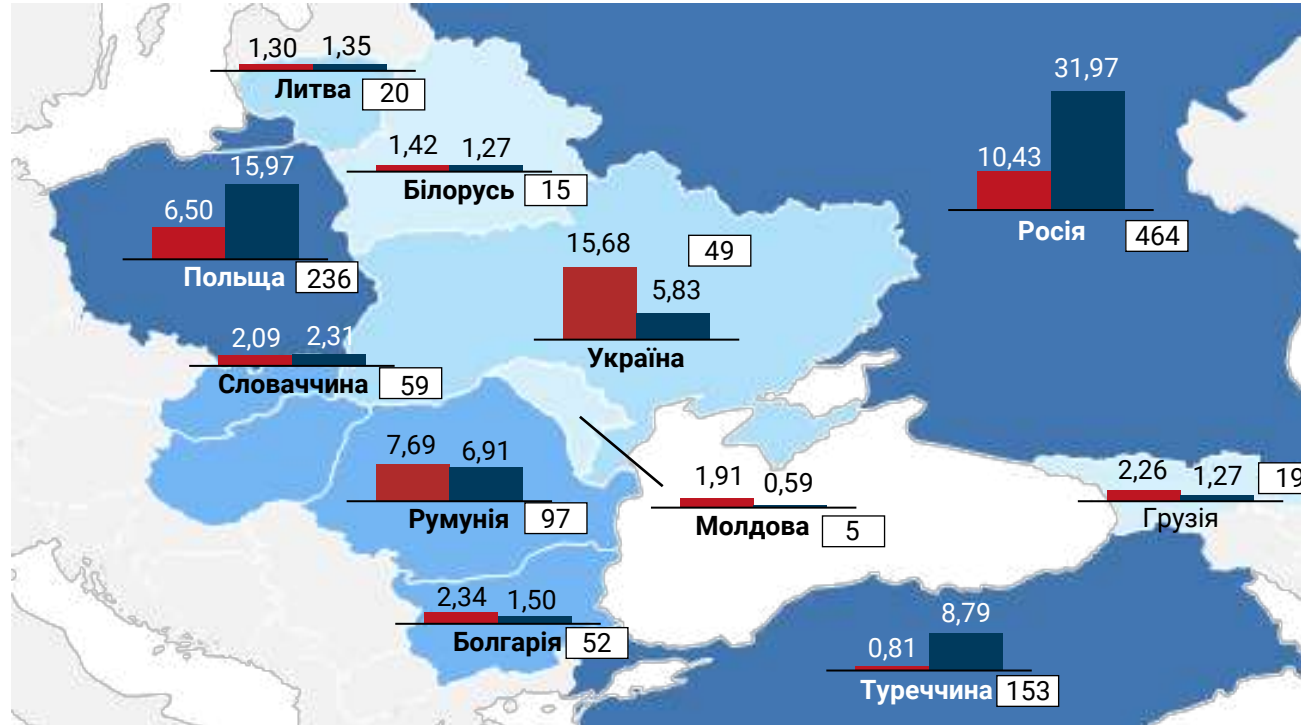 1,30 1,35
Литва 20
1,42 1,27
Білорусь 15
6,50 15,97
Польща 236
10,43 31,97
Росія 464
15,68 5,83 49
Україна
2,09 2,31
Словаччина 59
7,69 6,91
Румунія 97
1,91 0,59
Молдова 5
2,26 1,27 19
Грузія
2,34 1,50
Болгарія 52
0,81 8,79
Туреччина 153